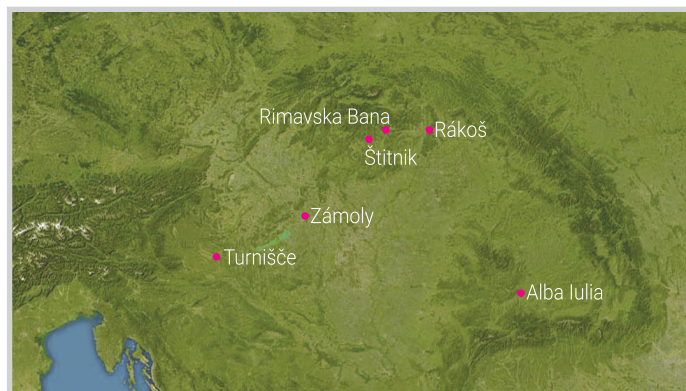 Rimavska Bana
Rákoš
Štitnik
Zámoly
Turnišče
Alba Iulia